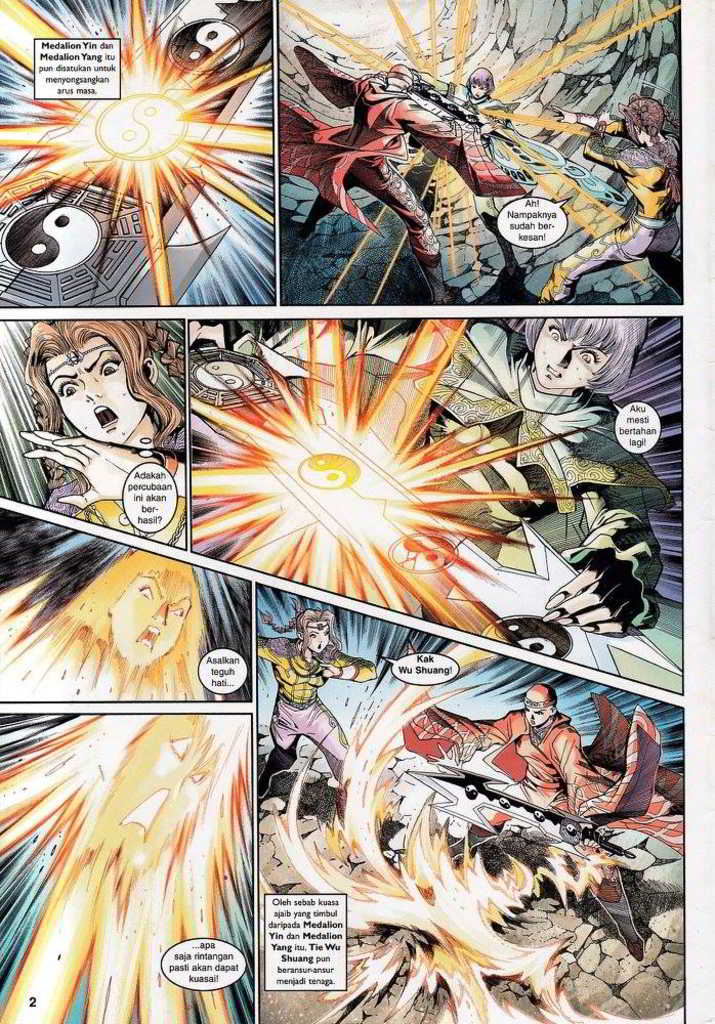 Medalion Yin dan
Medalion Yang itu
pun disatukan untuk
menyongsangkan
arus masa.
Ah!
Nampaknya
sudah ber-
kesan!
Adakah
percubaan
ini akan
ber-
hasil?
Aku
mesti
bertahan
lagi!
Asalkan
teguh
hati...
Kak
Wu Shuang!
...apa
saja rintangan
pasti akan dapat
kuasai!
Oleh sebab kuasa
ajaib yang timbul
daripada Medalion
Yin dan Medalion
Yang itu, Tie Wu
Shuang pun
beransur-ansur
menjadi tenaga.
2